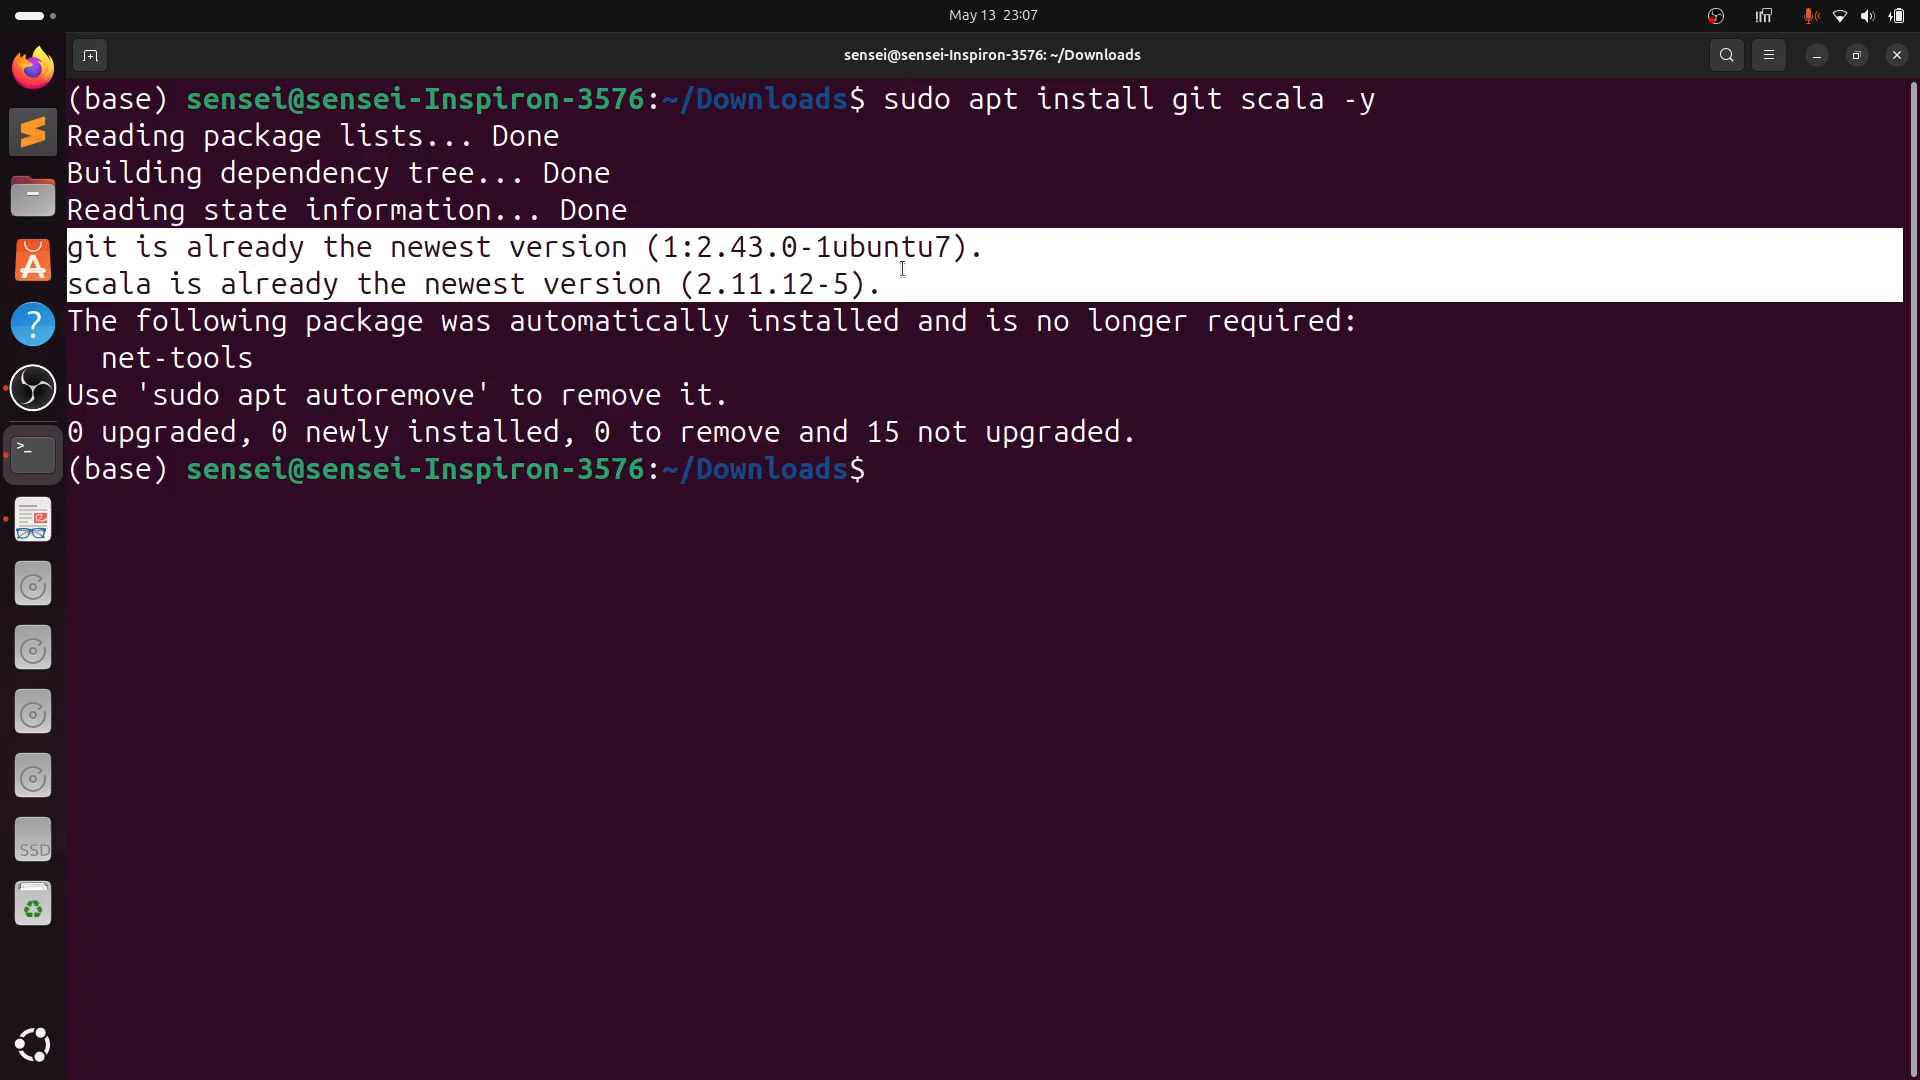 May 13 23:07
sensei@sensei-Inspiron-3576: ~/Downloads
(base) sensei@sensei-Inspiron-3576:~/Downloads$ sudo apt install git scala -y
Reading package lists... Done
Building dependency tree... Done
Reading state information... Done
git is already the newest version (1:2.43.0-1ubuntu7).
scala is already the newest version (2.11.12-5).
The following package was automatically installed and is no longer required:
  net-tools
Use 'sudo apt autoremove' to remove it.
0 upgraded, 0 newly installed, 0 to remove and 15 not upgraded.
(base) sensei@sensei-Inspiron-3576:~/Downloads$
SSD